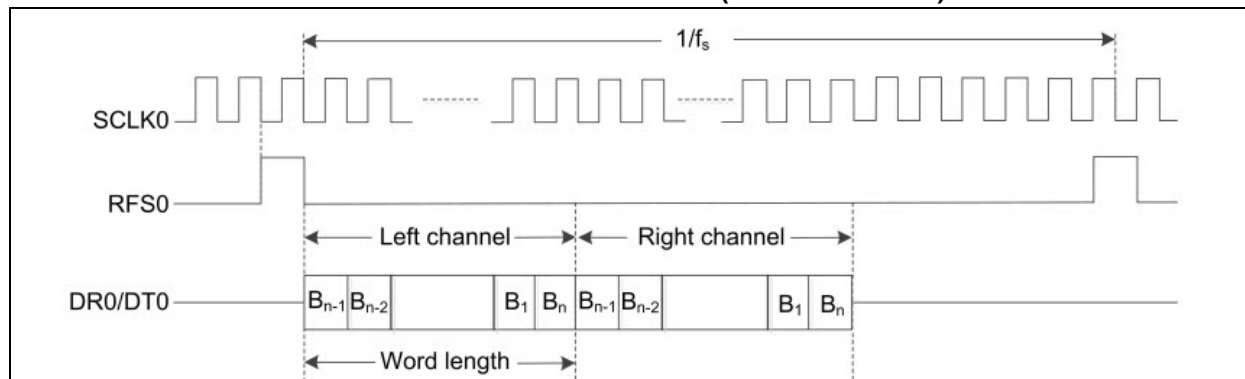 1/fs
SCLK0
RFS0
Left channel Right channel
DR0/DT0 Bn-1 Bn-2 B1 Bn Bn-1 Bn-2 B1 Bn
Word length